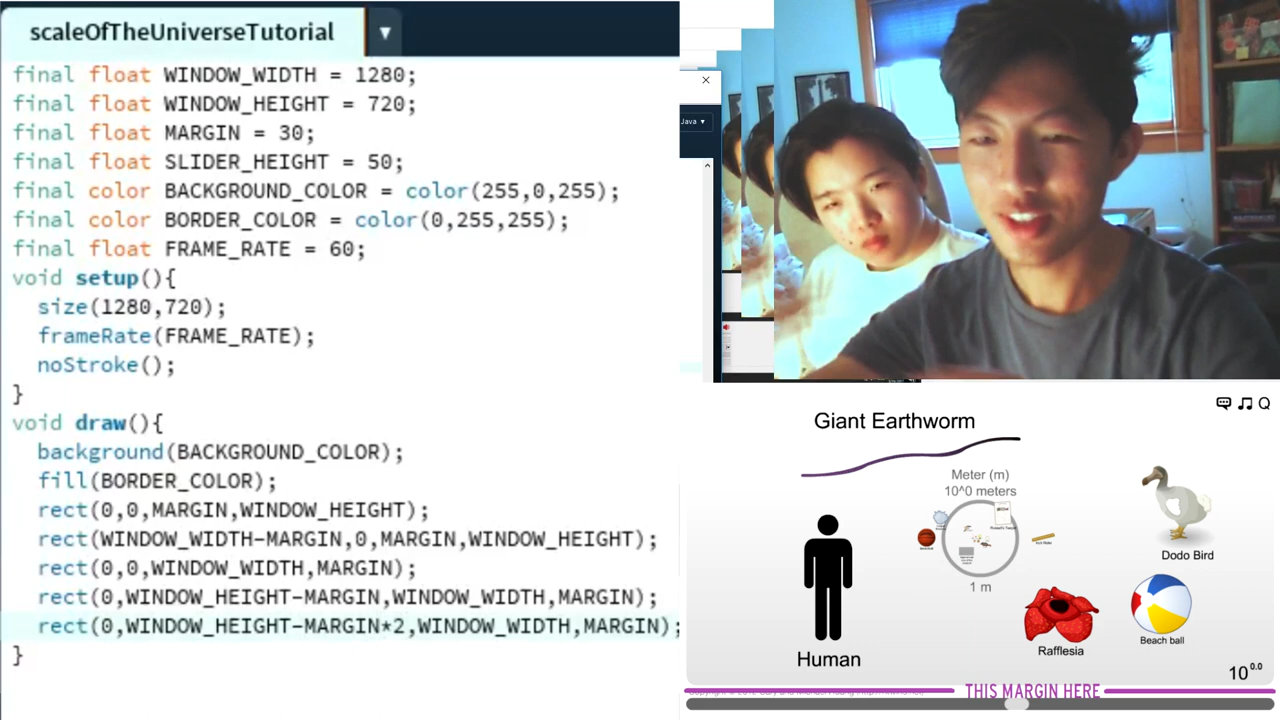 scaleOfTheUniverseTutorial
final float WINDOW_WIDTH = 1280;
final float WINDOW_HEIGHT = 720;
final float MARGIN = 30;
final float SLIDER_HEIGHT = 50;
final color BACKGROUND_COLOR = color(255,0,255);
final color BORDER_COLOR = color(0,255,255);
final float FRAME_RATE = 60;
void setup(){
  size(1280,720);
  frameRate(FRAME_RATE);
  noStroke();
}
void draw(){
  background(BACKGROUND_COLOR);
  fill(BORDER_COLOR);
  rect(0,0,MARGIN,WINDOW_HEIGHT);
  rect(WINDOW_WIDTH-MARGIN,0,MARGIN,WINDOW_HEIGHT);
  rect(0,0,WINDOW_WIDTH,MARGIN);
  rect(0,WINDOW_HEIGHT-MARGIN,WINDOW_WIDTH,MARGIN);
  rect(0,WINDOW_HEIGHT-MARGIN*2,WINDOW_WIDTH,MARGIN);
}
Java
Giant Earthworm
Meter (m)
10^0 meters
1 m
Dodo Bird
Beach ball
Rafflesia
Human
10^0.0
THIS MARGIN HERE